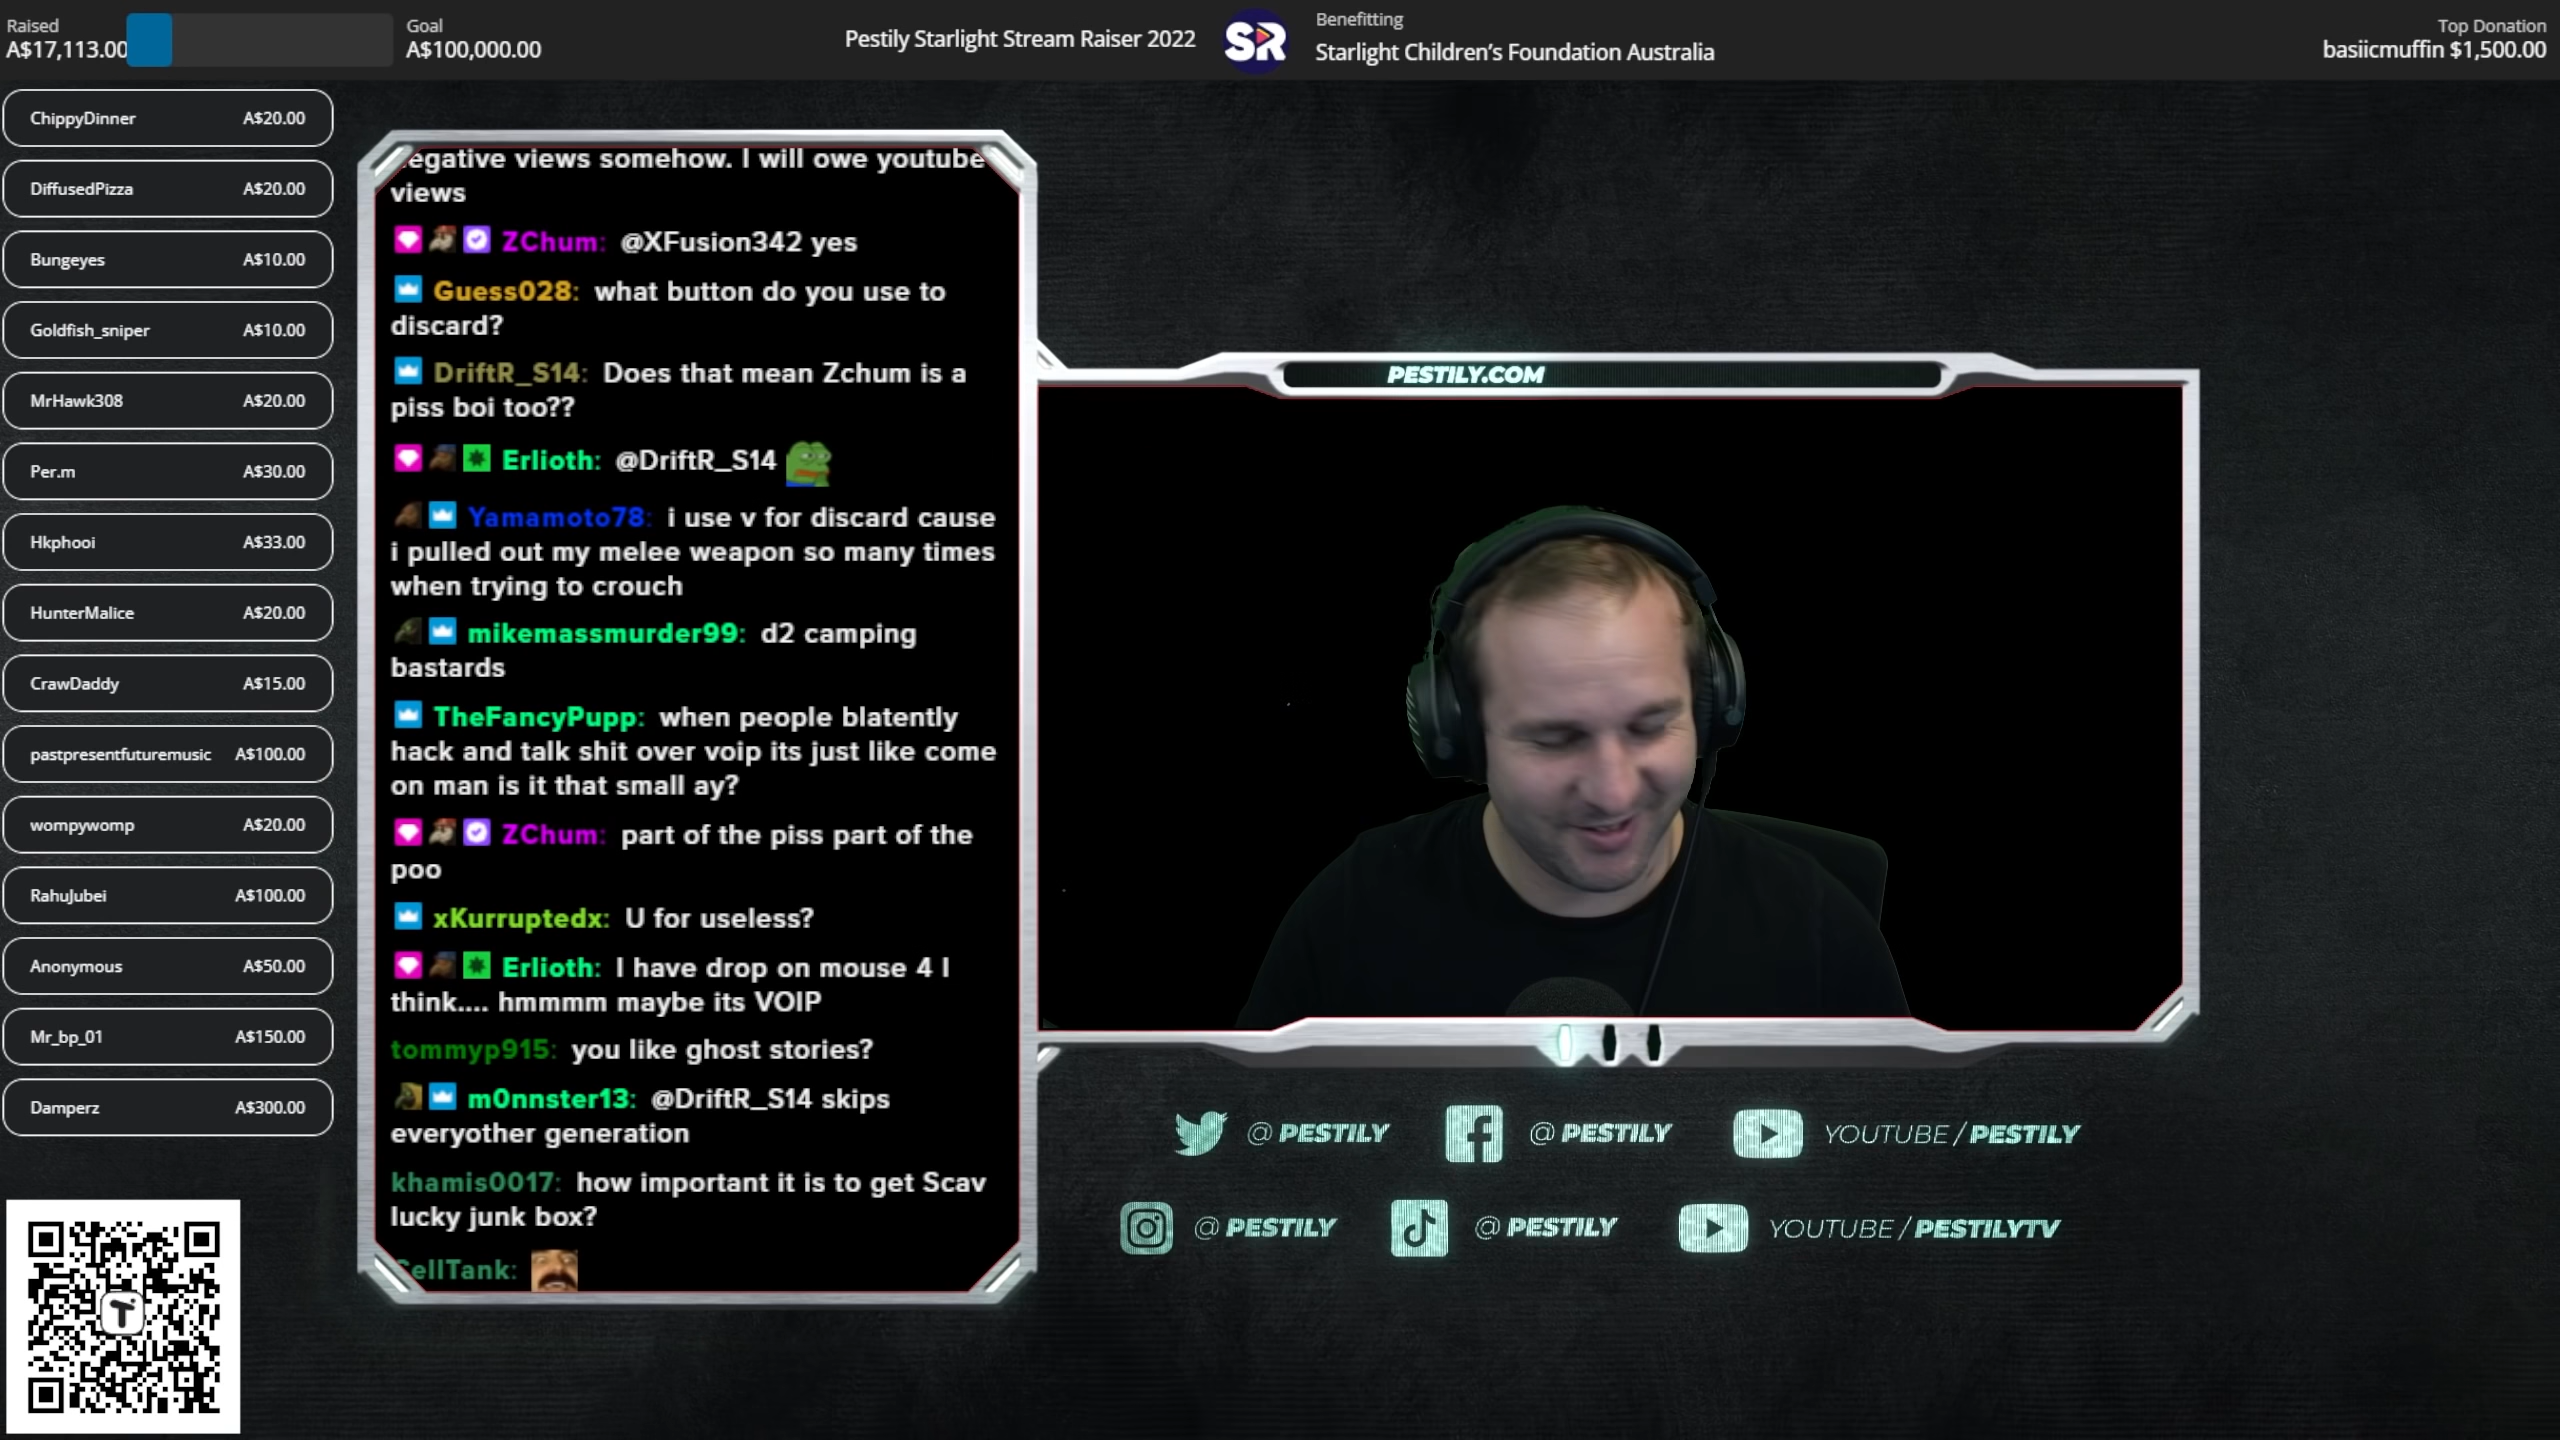 Raised
A$17,113.00
Goal
A$100,000.00
Pestily Starlight Stream Raiser 2022
SR
Benefitting
Starlight Children's Foundation Australia
Top Donation
basiicmuffin $1,500.00
ChippyDinner A$20.00
DiffusedPizza A$20.00
Bungeyes A$10.00
Goldfish_sniper A$10.00
MrHawk308 A$20.00
Per.m A$30.00
Hkphooi A$33.00
HunterMalice A$20.00
CrawDaddy A$15.00
pastpresentfuturemusic A$100.00
wompywomp A$20.00
RahuJubei A$100.00
Anonymous A$50.00
Mr_bp_01 A$150.00
Damperz A$300.00
T
egative views somehow. I will owe youtube
views
ZChum: @XFusion342 yes
Guess028: what button do you use to
discard?
DriftR_S14: Does that mean Zchum is a
piss boi too??
Erlioth: @DriftR_S14
Yamamoto78: i use v for discard cause
i pulled out my melee weapon so many times
when trying to crouch
mikemassmurder99: d2 camping
bastards
TheFancyPupp: when people blatently
hack and talk shit over voip its just like come
on man is it that small ay?
ZChum: part of the piss part of the
poo
xKurruptedx: U for useless?
Erlioth: I have drop on mouse 4 I
think.... hmmmm maybe its VOIP
tommyp915: you like ghost stories?
m0nnster13: @DriftR_S14 skips
everyother generation
khamis0017: how important it is to get Scav
lucky junk box?
ellTank:
PESTILY.COM
@PESTILY
@PESTILY
YOUTUBE/PESTILY
@PESTILY
@PESTILY
YOUTUBE/PESTILYTV